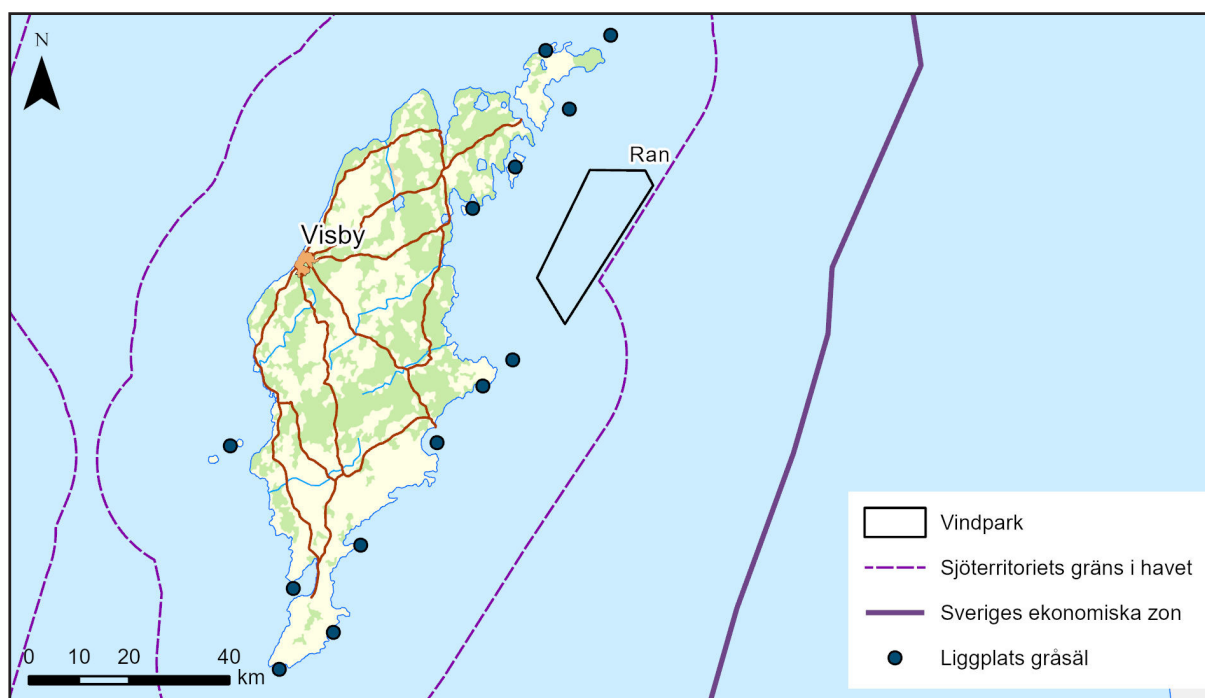 N
Ran
Visby
Vindpark
Sjöterritoriets gräns i havet
Sveriges ekonomiska zon
Liggplats gråsäl
0 10 20 40
km